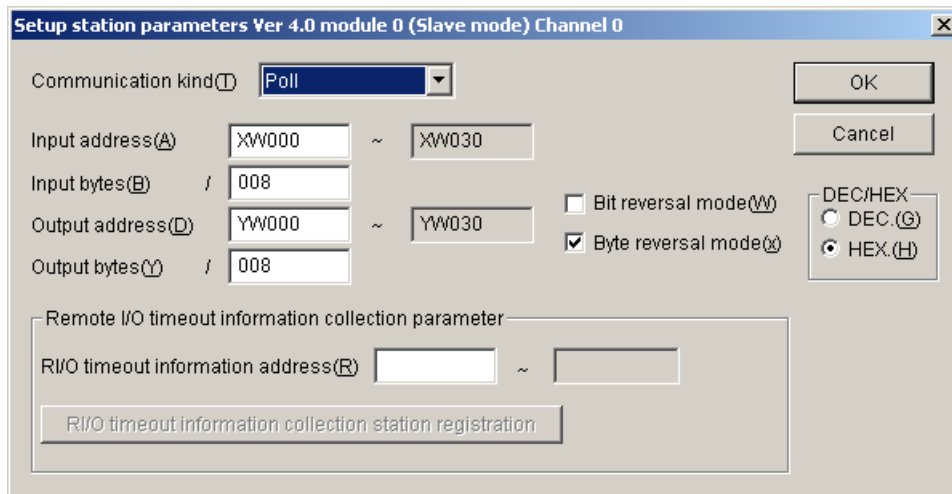 Setup station parameters Ver 4.0 module 0 (Slave mode) Channel 0
Communication kind(T) Poll OK
Input address(A) XW000 ~ XW030 Cancel
Input bytes(B) / 008
Output address(D) YW000 ~ YW030
Output bytes(Y) / 008
Bit reversal mode(W)
Byte reversal mode(x)
DEC/HEX
DEC.(G)
HEX.(H)
Remote I/O timeout information collection parameter
RI/O timeout information address(R) ~
RI/O timeout information collection station registration